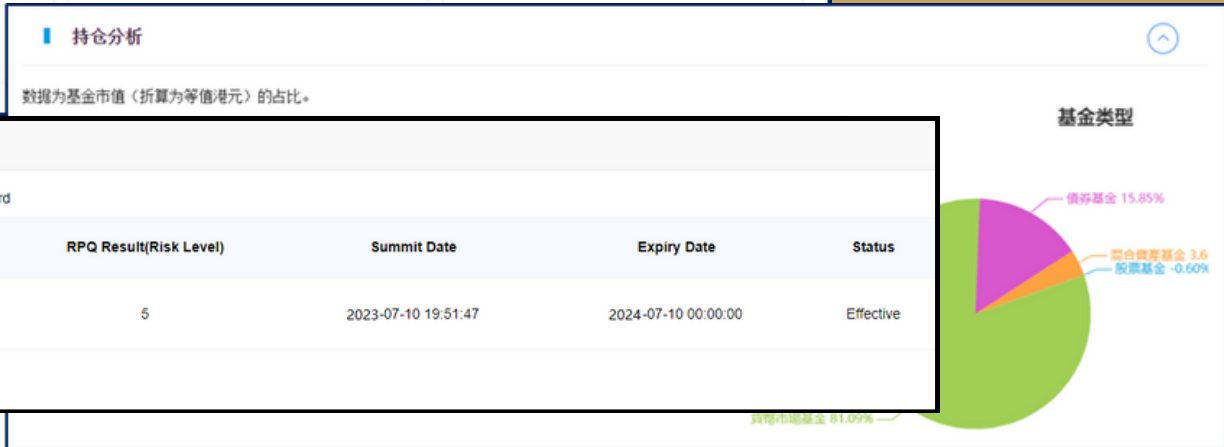 持仓分析
数据为基金市值（折算为等值港元）的占比。
基金类型
rd
RPQ Result(Risk Level)
Summit Date
Expiry Date
Status
5
2023-07-10 19:51:47
2024-07-10 00:00:00
Effective
债券基金 15.85%
混合資產基金 3.6
股票基金 -0.60%
貨幣市場基金 81.09%